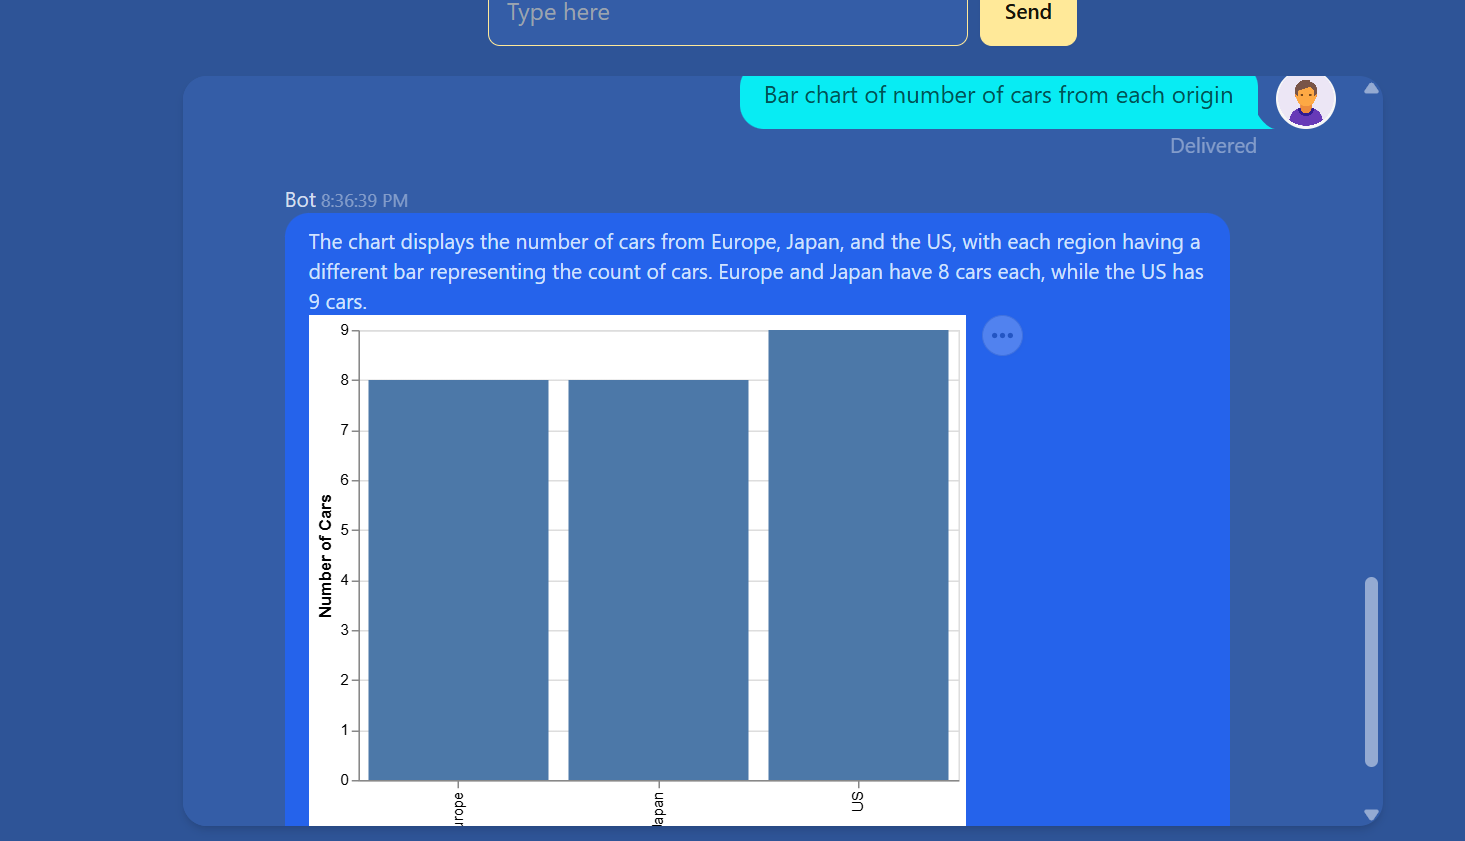 Type here
Send
Bar chart of number of cars from each origin
Delivered
Bot 8:36:39 PM
The chart displays the number of cars from Europe, Japan, and the US, with each region having a
different bar representing the count of cars. Europe and Japan have 8 cars each, while the US has
9 cars.
9
8
7
6
5
4
3
2
1
0
Number of Cars
urope
apan
US